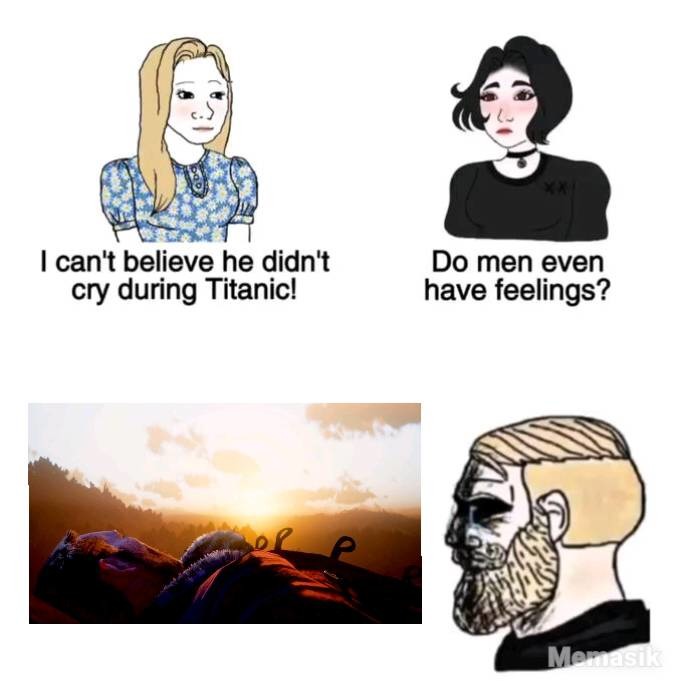 I can't believe he didn't
cry during Titanic!
Do men even
have feelings?
Memasik